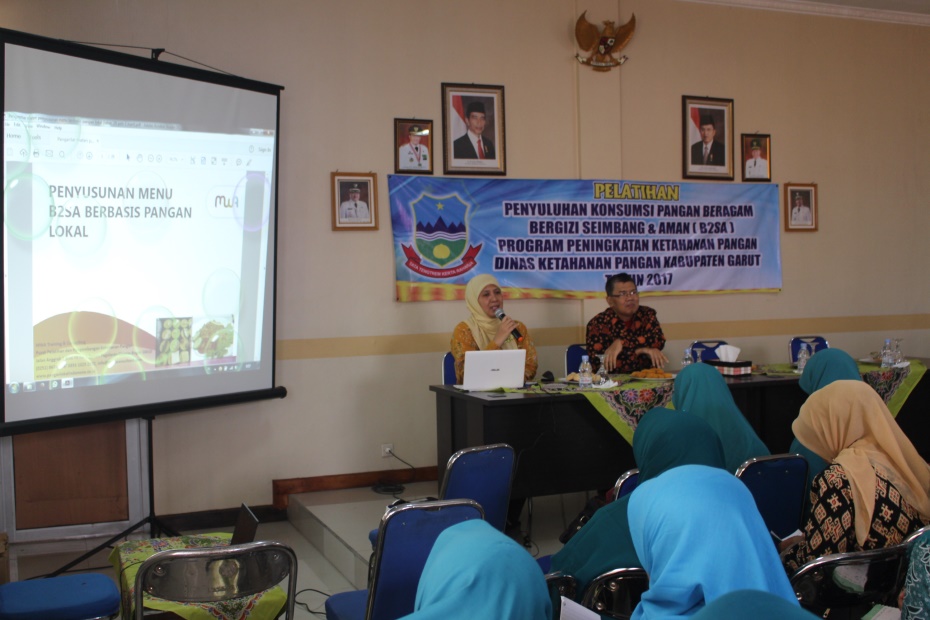 PENYUSUNAN MENU
B2SA BERBASIS PANGAN
LOKAL
PELATIHAN
PENYULUHAN KONSUMSI PANGAN BERAGAM
BERGIZI SEIMBANG & AMAN ( B2SA )
PROGRAM PENINGKATAN KETAHANAN PANGAN
DINAS KETAHANAN PANGAN KABUPATEN GARUT
TAHUN 2017